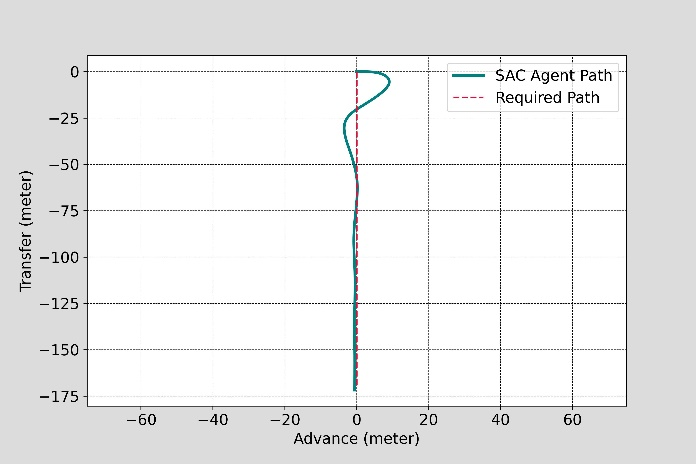 0
−25
−50
−75
−100
−125
−150
−175
Transfer (meter)
SAC Agent Path
Required Path
−60 −40 −20 0 20 40 60
Advance (meter)